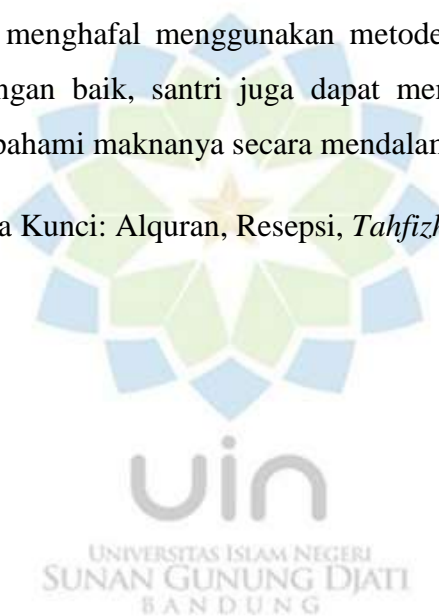 menghafal menggunakan metode
ngan baik, santri juga dapat mer
pahami maknanya secara mendalam
a Kunci: Alquran, Resepsi, Tahfizh
uin
UNIVERSITAS ISLAM NEGERI
SUNAN GUNUNG DJATI
BANDUNG